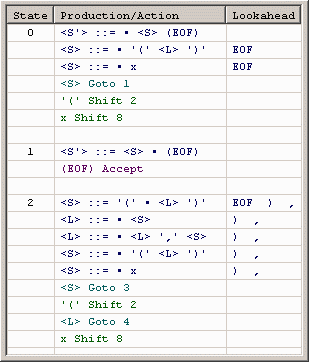 State Production/Action Lookahead
0 <S'> ::= • <S> (EOF)
<S> ::= • '(' <L> ')' EOF
<S> ::= • x EOF
<S> Goto 1
'(' Shift 2
x Shift 8
1 <S'> ::= <S> • (EOF)
(EOF) Accept
2 <S> ::= '(' • <L> ')' EOF ) ,
<L> ::= • <S> ) ,
<L> ::= • <L> ',' <S> ) ,
<S> ::= • '(' <L> ')' ) ,
<S> ::= • x ) ,
<S> Goto 3
'(' Shift 2
<L> Goto 4
x Shift 8